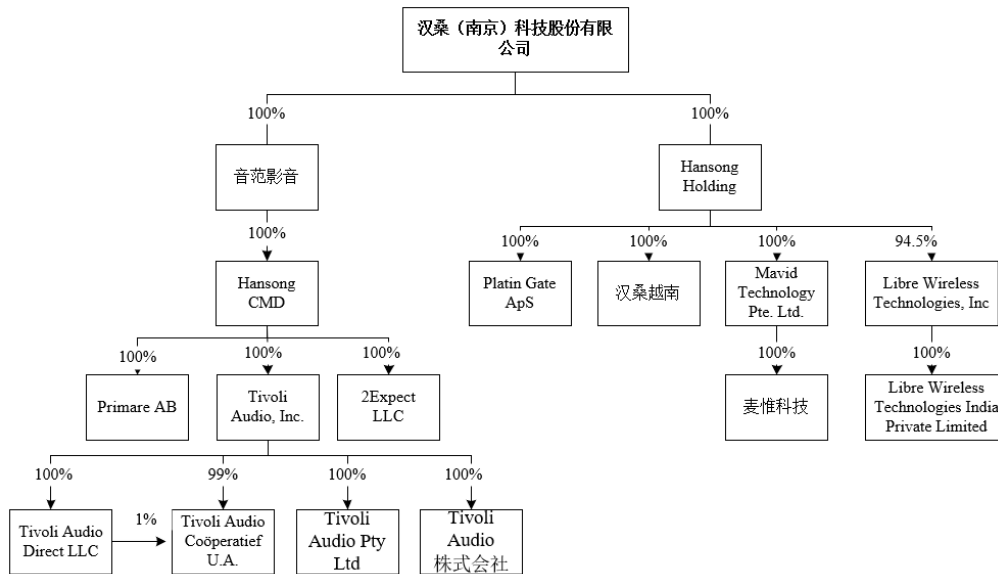 汉桑（南京）科技股份有限
公司
100%
100%
音范影音
Hansong
Holding
100%
100%
100%
100%
94.5%
Hansong
CMD
Platin Gate
ApS
汉桑越南
Mavid
Technology
Pte. Ltd.
Libre Wireless
Technologies, Inc
100%
100%
100%
100%
100%
Primare AB
Tivoli
Audio, Inc.
2Expect
LLC
麦惟科技
Libre Wireless
Technologies India
Private Limited
100%
99%
100%
100%
Tivoli Audio
Direct LLC
1%
Tivoli Audio
Coöperatief
U.A.
Tivoli
Audio Pty
Ltd
Tivoli
Audio
株式会社